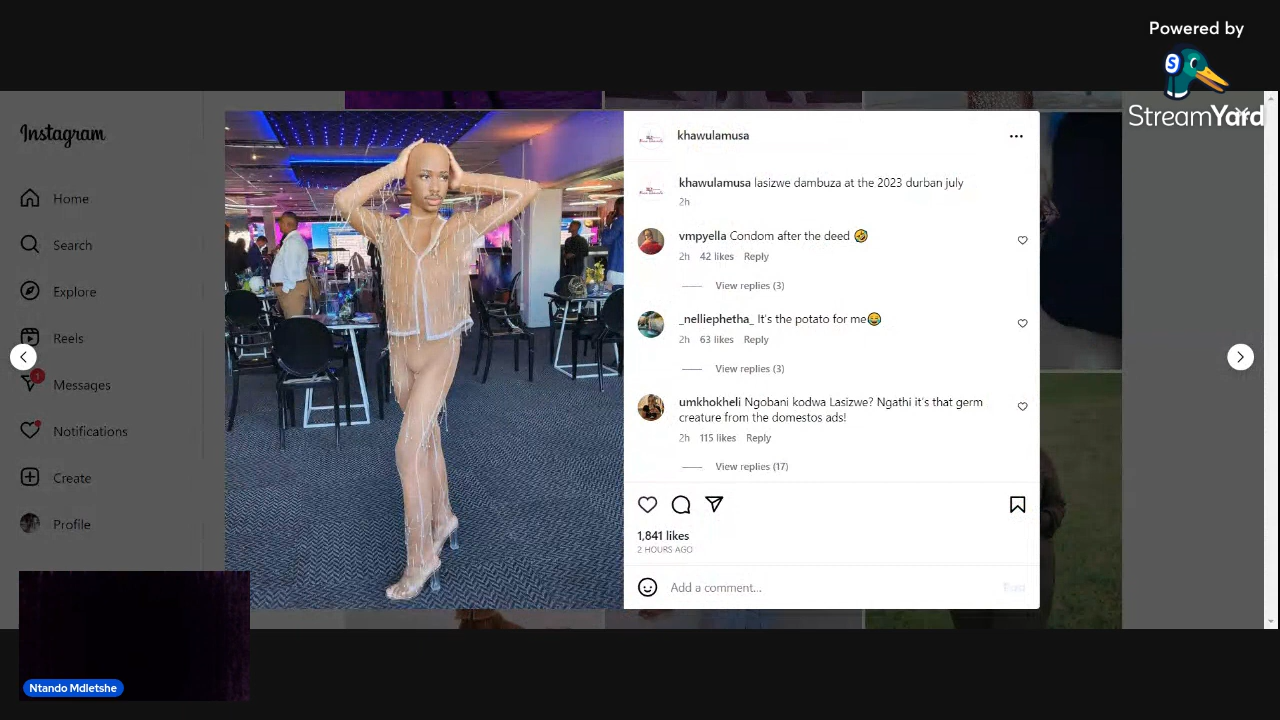 Powered by
StreamYard
Instagram
Home
Search
Explore
Reels
1
Messages
Notifications
Create
Profile
khawulamusa
khawulamusa lasizwe dambuza at the 2023 durban july
2h
vmpyella Condom after the deed 🤣
2h 42 likes Reply
View replies (3)
_nelliephetha_ It's the potato for me😂
2h 63 likes Reply
View replies (3)
umkhokheli Ngobani kodwa Lasizwe? Ngathi it's that germ
creature from the domestos ads!
2h 115 likes Reply
View replies (17)
1,841 likes
2 HOURS AGO
Add a comment...
Post
Ntando Mdletshe